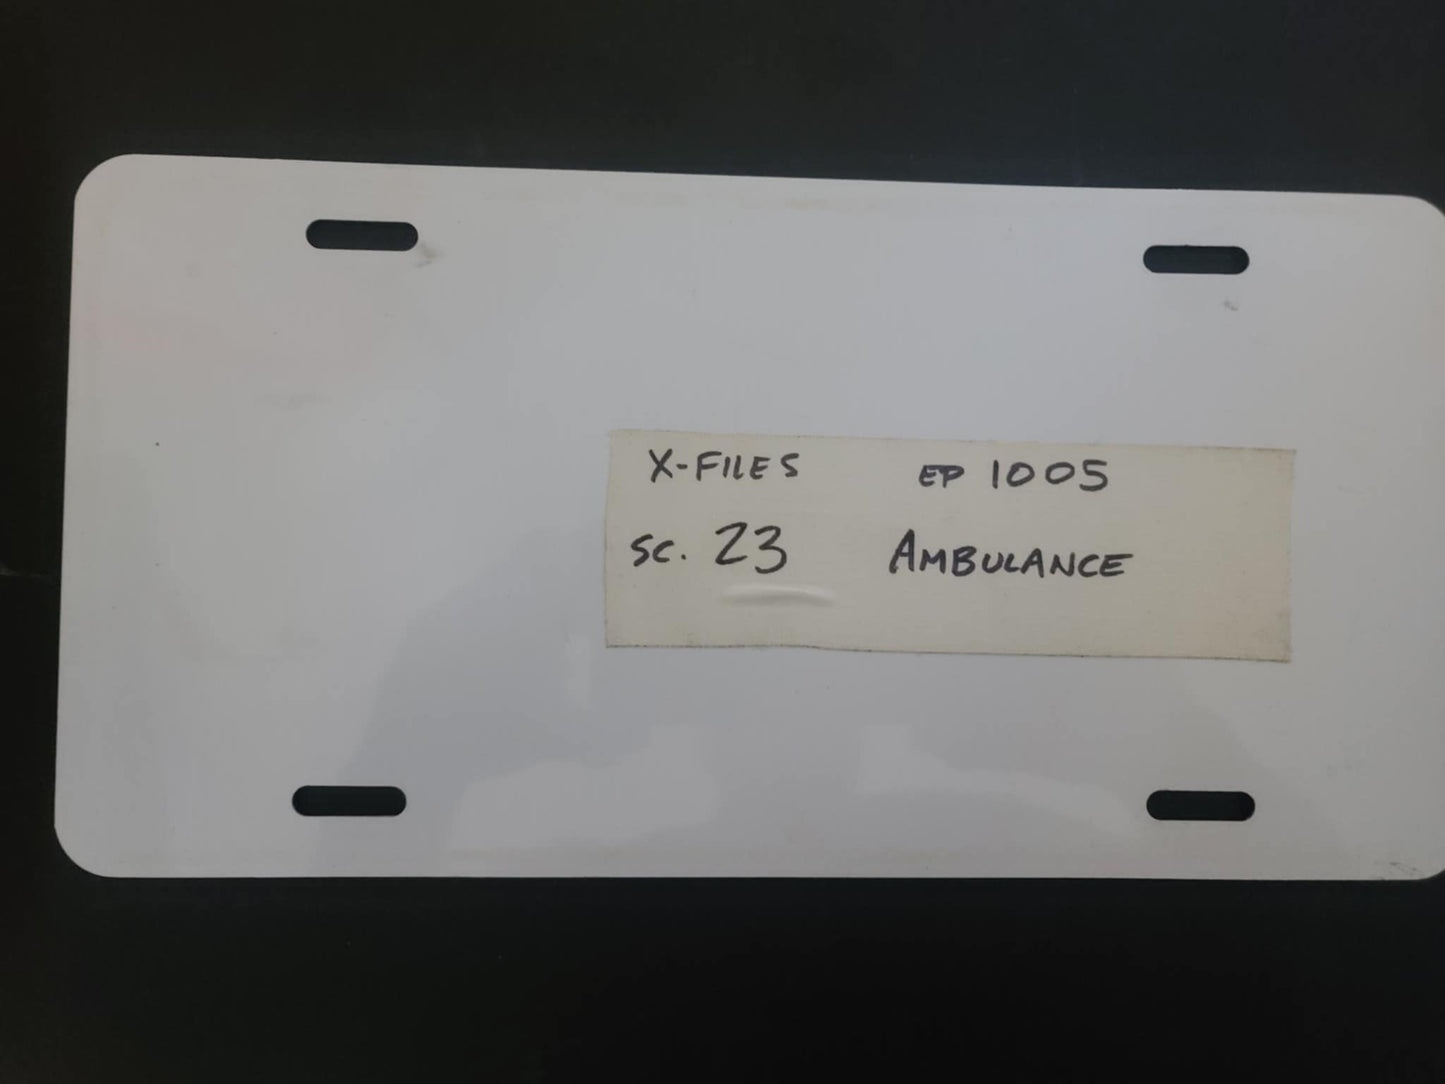 X-FILES EP 1005
SC. 23 AMBULANCE